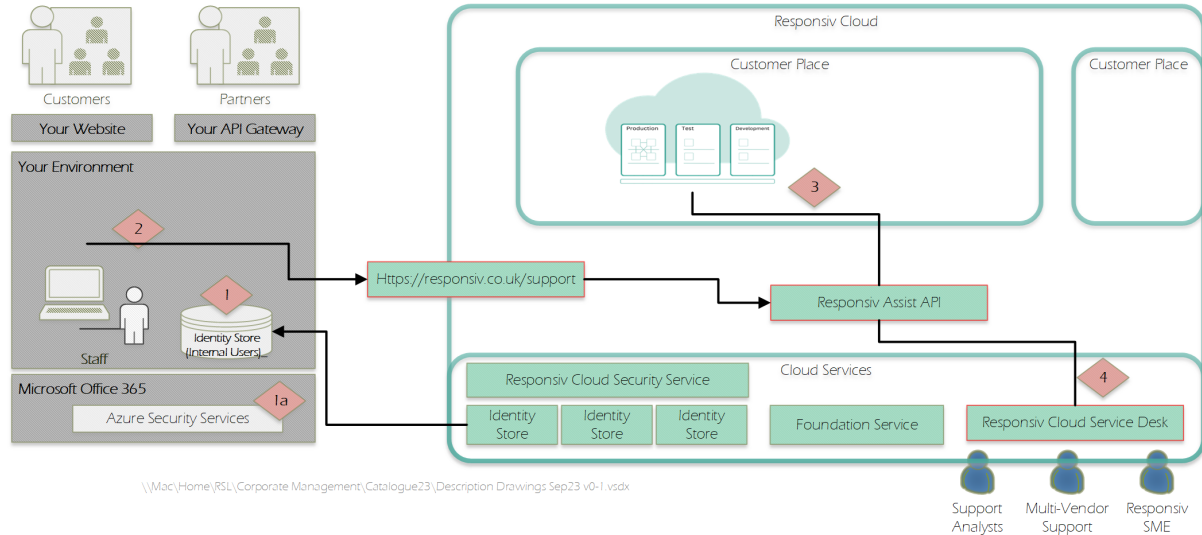 Responsiv Cloud
Customers
Partners
Your Website
Your API Gateway
Customer Place
Customer Place
Production
Test
Development
Your Environment
3
2
Https://responsiv.co.uk/support
1
Responsiv Assist API
Identity Store
(Internal Users)_
Staff
Cloud Services
Microsoft Office 365
1a
Azure Security Services
Responsiv Cloud Security Service
4
Identity
Store
Identity
Store
Identity
Store
Foundation Service
Responsiv Cloud Service Desk
\\Mac\Home\RSL\Corporate Management\Catalogue23\Description Drawings Sep23 v0-1.vsdx
Support
Analysts
Multi-Vendor
Support
Responsiv
SME